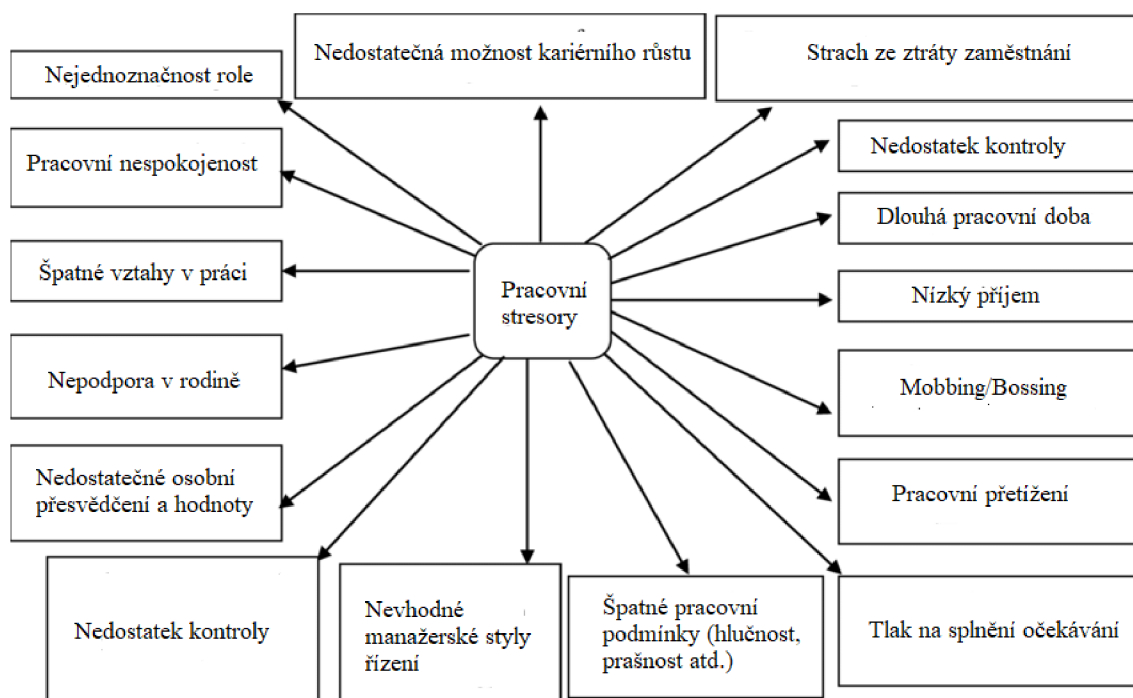 Nedostatečná možnost kariérního růstu
Strach ze ztráty zaměstnání
Nejednoznačnost role
Nedostatek kontroly
Pracovní nespokojenost
Dlouhá pracovní doba
Špatné vztahy v práci
Pracovní
stresory
Nízký příjem
Nepodpora v rodině
Mobbing/Bossing
Nedostatečné osobní
přesvědčení a hodnoty
Pracovní přetížení
Nedostatek kontroly
Nevhodné
manažerské styly
řízení
Špatné pracovní
podmínky (hlučnost,
prašnost atd.)
Tlak na splnění očekávání